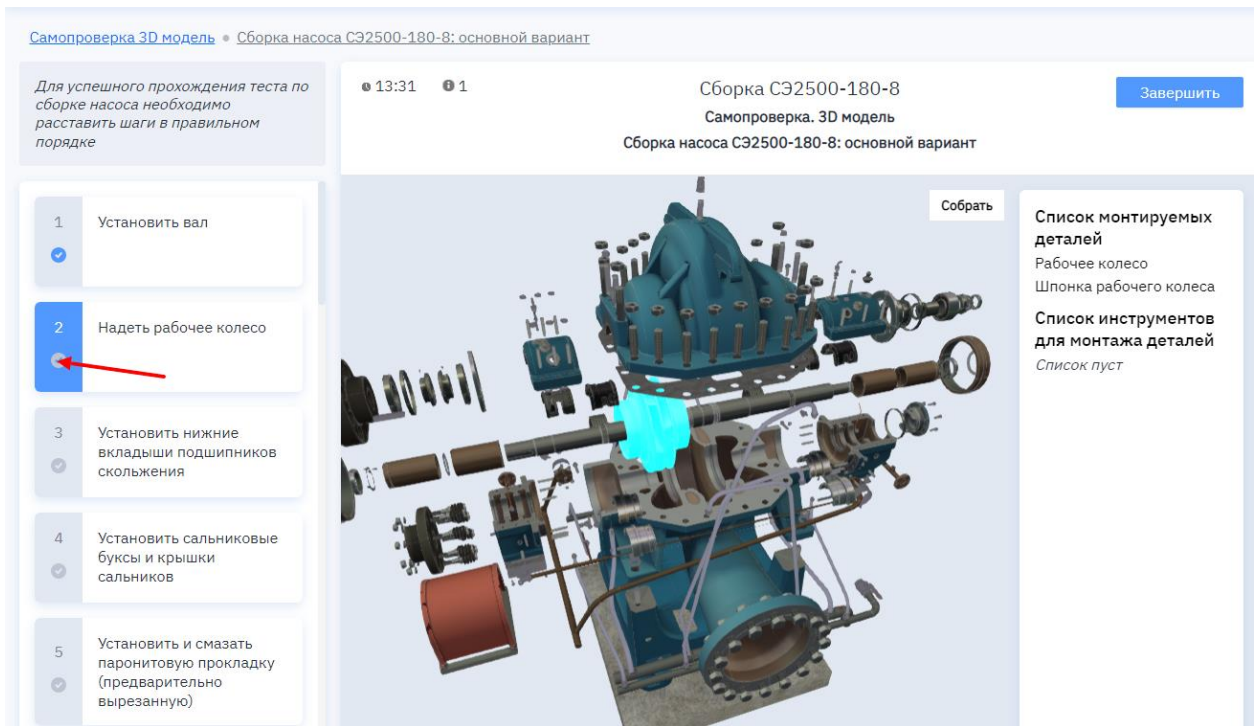 Самопроверка 3D модель • Сборка насоса СЭ2500-180-8: основной вариант
Для успешного прохождения теста по
сборке насоса необходимо
расставить шаги в правильном
порядке
13:31 1
Сборка СЭ2500-180-8
Самопроверка. 3D модель
Сборка насоса СЭ2500-180-8: основной вариант
Завершить
1 Установить вал
2 Надеть рабочее колесо
3 Установить нижние
вкладыши подшипников
скольжения
4 Установить сальниковые
буксы и крышки
сальников
5 Установить и смазать
паронитовую прокладку
(предварительно
вырезанную)
Собрать
Список монтируемых
деталей
Рабочее колесо
Шпонка рабочего колеса
Список инструментов
для монтажа деталей
Список пуст